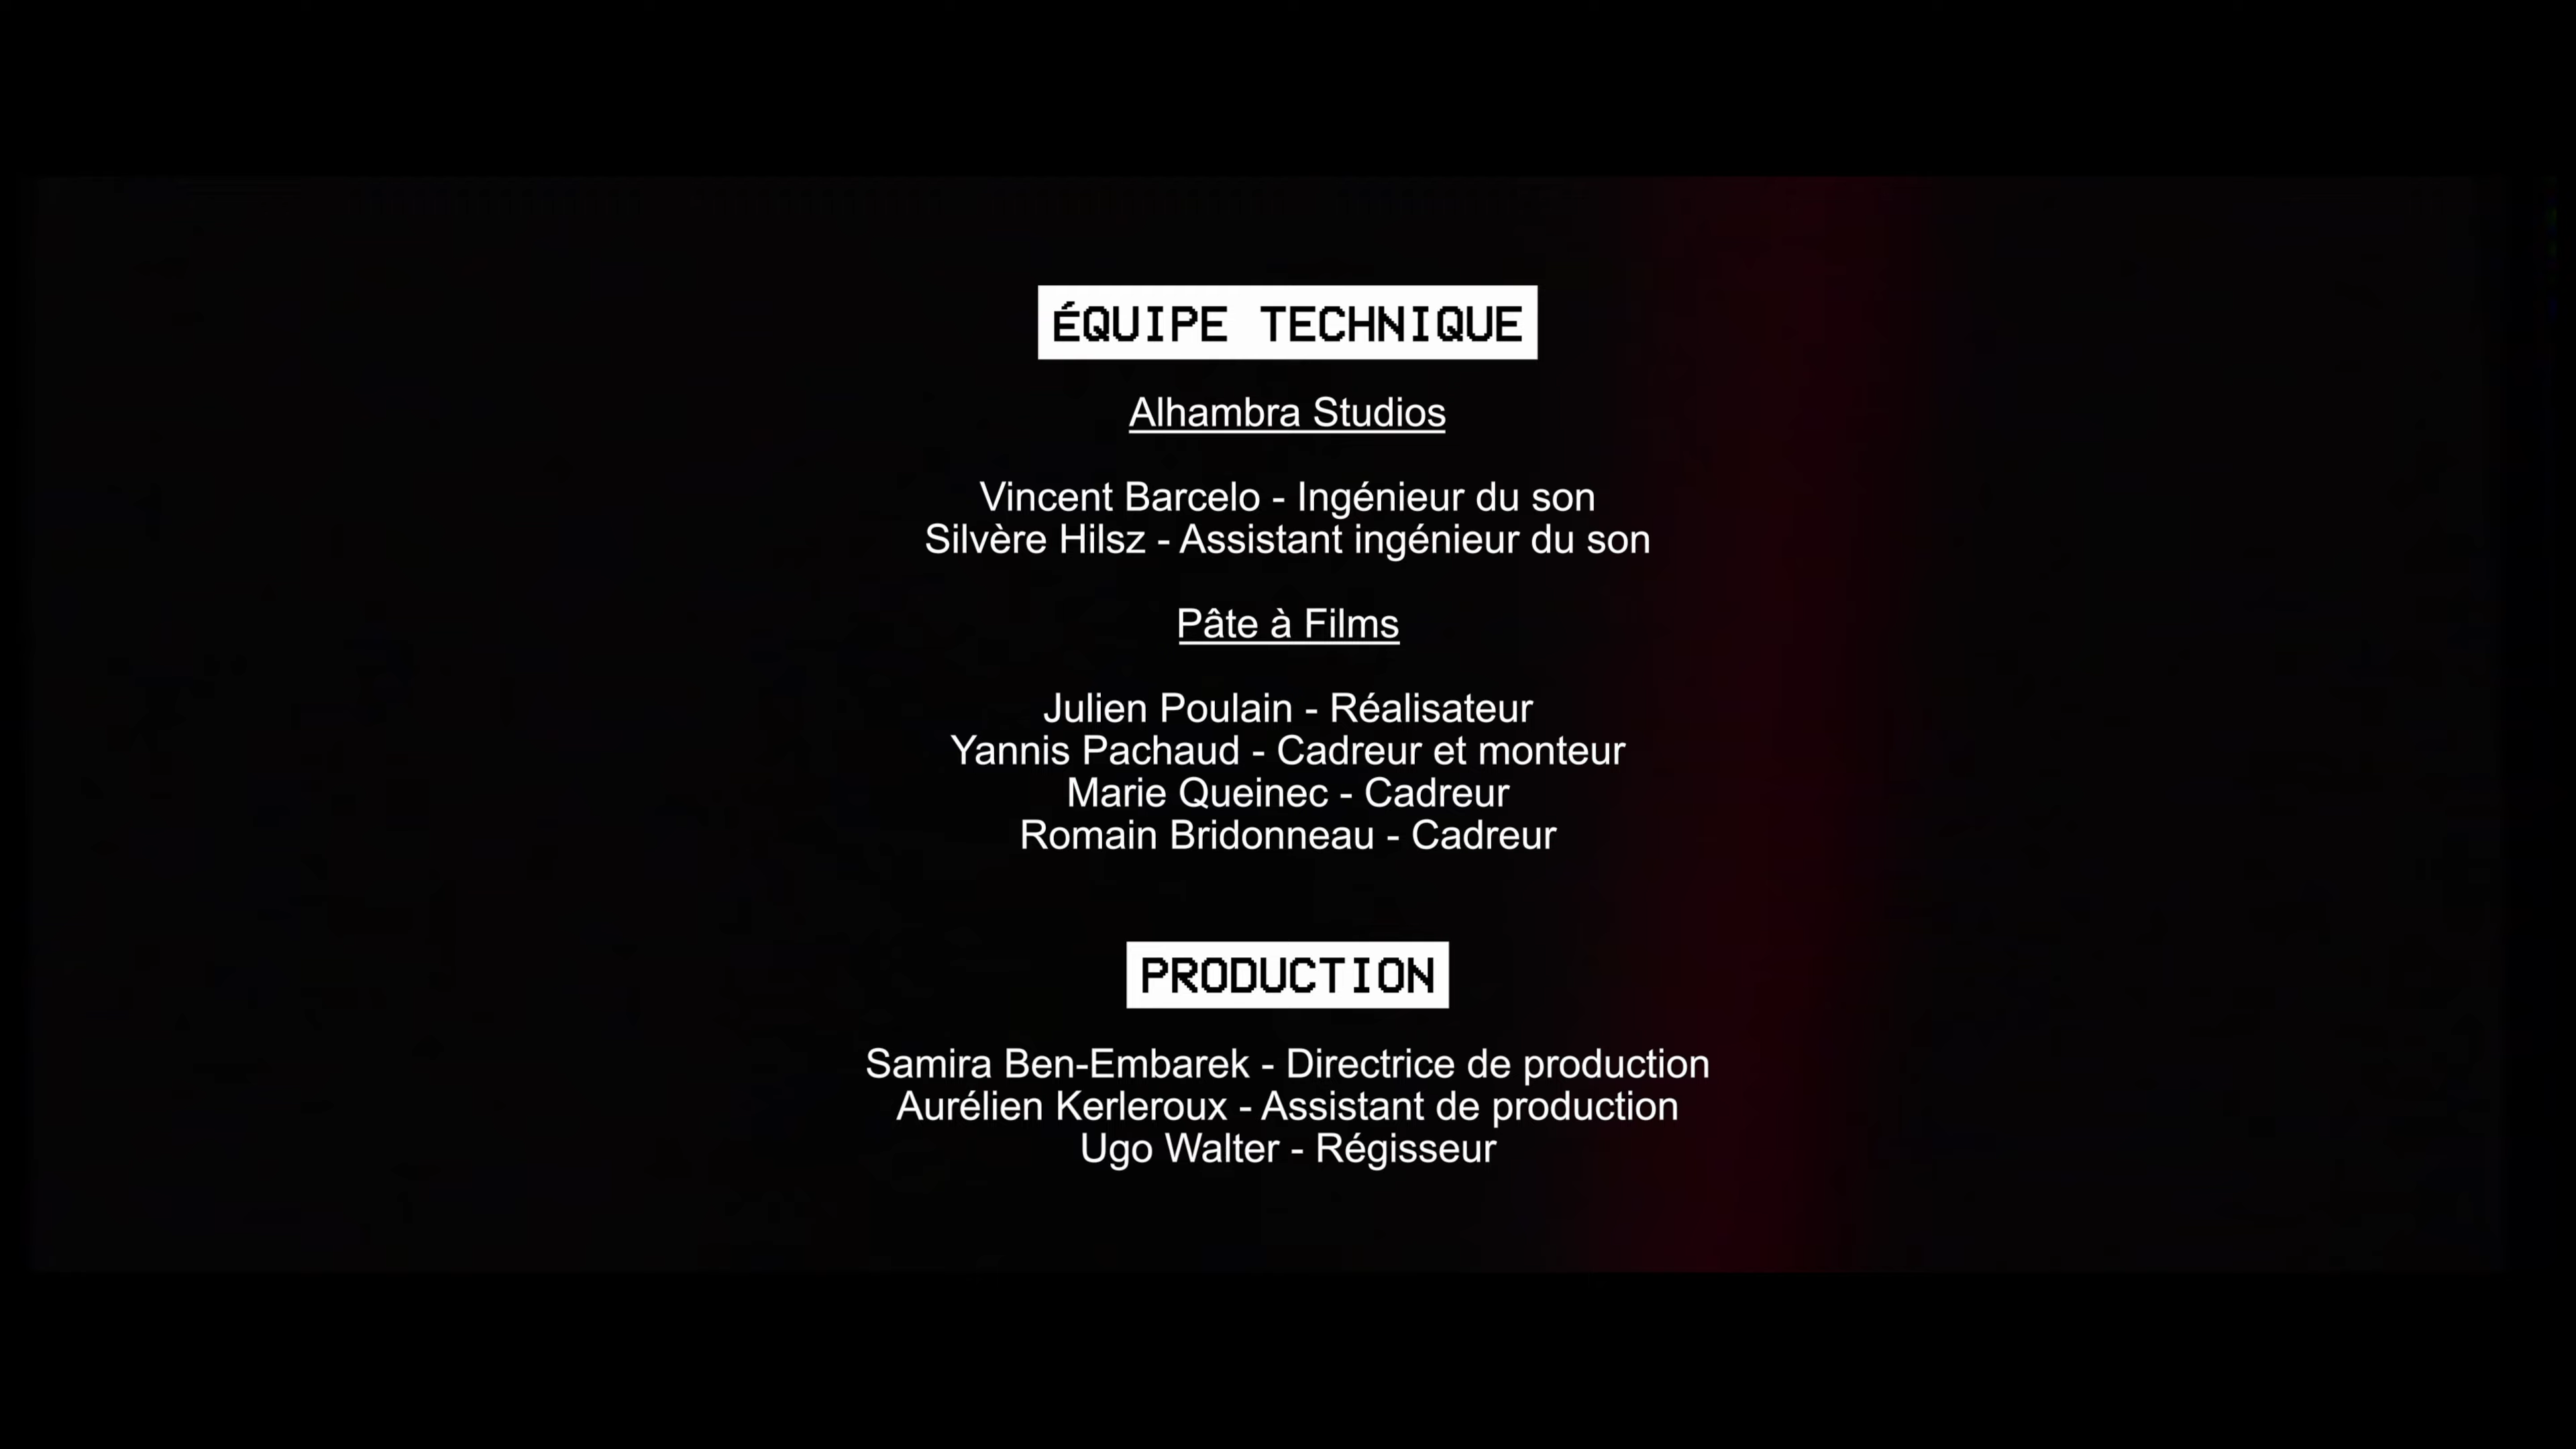 ÉQUIPE TECHNIQUE
Alhambra Studios
Vincent Barcelo - Ingénieur du son
Silvère Hilsz - Assistant ingénieur du son
Pâte à Films
Julien Poulain - Réalisateur
Yannis Pachaud - Cadreur et monteur
Marie Queinec - Cadreur
Romain Bridonneau - Cadreur
PRODUCTION
Samira Ben-Embarek - Directrice de production
Aurélien Kerleroux - Assistant de production
Ugo Walter - Régisseur